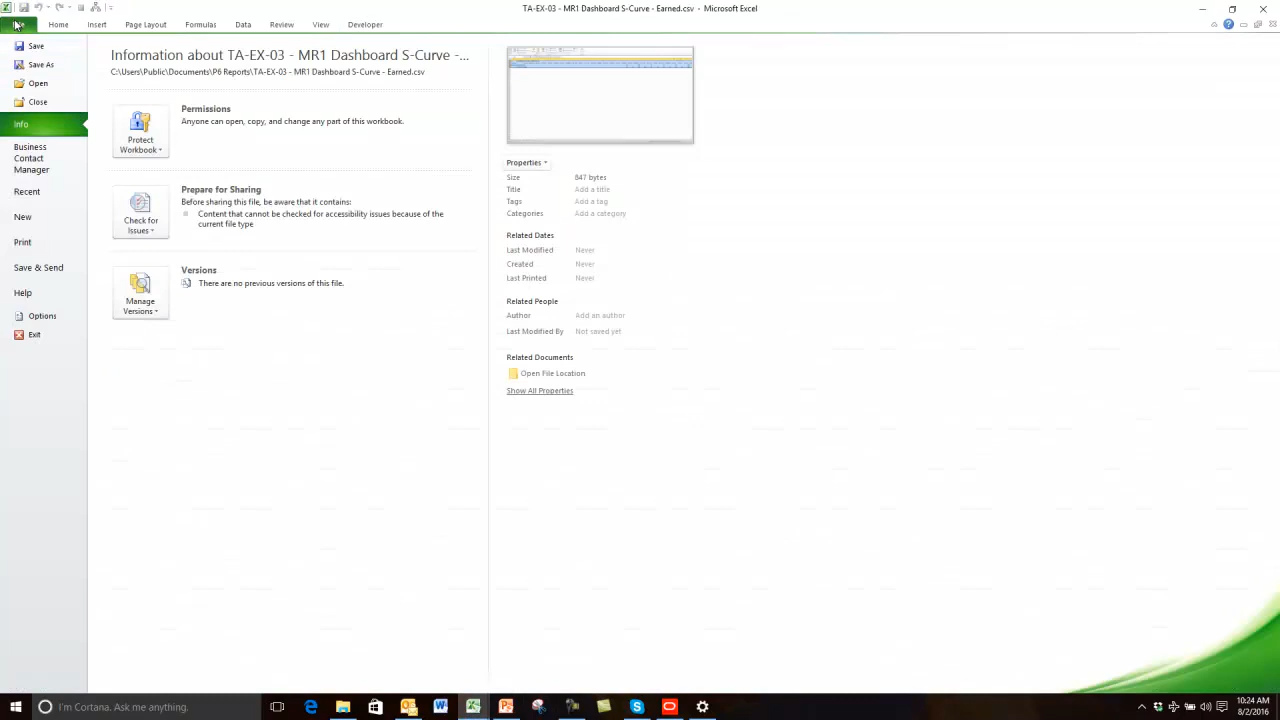 TA-EX-03 - MR1 Dashboard S-Curve - Earned.csv - Microsoft Excel
Home Insert Page Layout Formulas Data Review View Developer
Save
Save As
Open
Close
Info
Business Contact Manager
Recent
New
Print
Save & Send
Help
Options
Exit
Information about TA-EX-03 - MR1 Dashboard S-Curve -...
C:\Users\Public\Documents\P6 Reports\TA-EX-03 - MR1 Dashboard S-Curve - Earned.csv
Protect Workbook
Permissions
Anyone can open, copy, and change any part of this workbook.
Check for Issues
Prepare for Sharing
Before sharing this file, be aware that it contains:
Content that cannot be checked for accessibility issues because of the
current file type
Manage Versions
Versions
There are no previous versions of this file.
Properties
Size 847 bytes
Title Add a title
Tags Add a tag
Categories Add a category
Related Dates
Last Modified Never
Created Never
Last Printed Never
Related People
Author Add an author
Last Modified By Not saved yet
Related Documents
Open File Location
Show All Properties
I'm Cortana. Ask me anything.
10:24 AM
8/2/2016